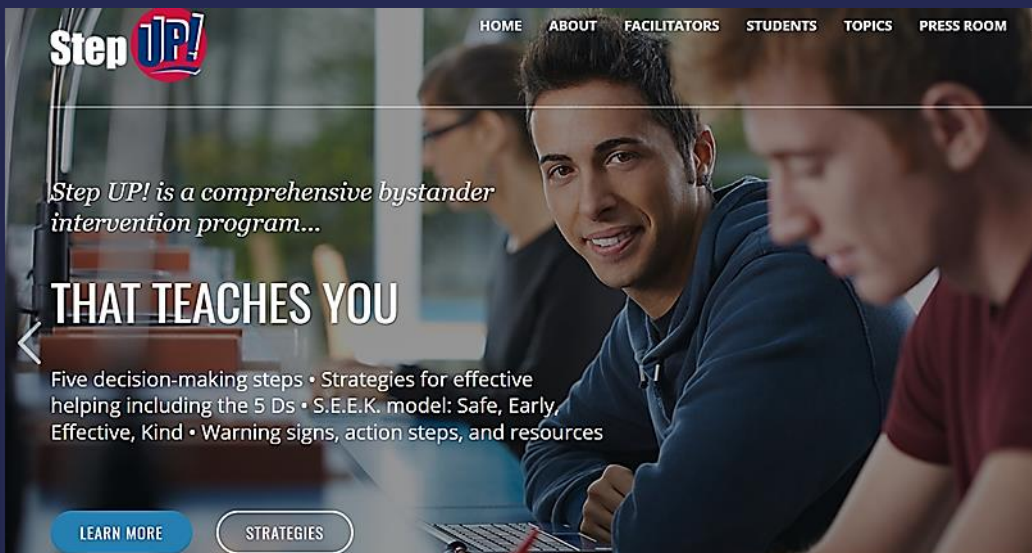 Step UP!
HOME ABOUT FACILITATORS STUDENTS TOPICS PRESS ROOM
Step UP! is a comprehensive bystander
intervention program...
THAT TEACHES YOU
Five decision-making steps • Strategies for effective
helping including the 5 Ds • S.E.E.K. model: Safe, Early,
Effective, Kind • Warning signs, action steps, and resources
LEARN MORE STRATEGIES